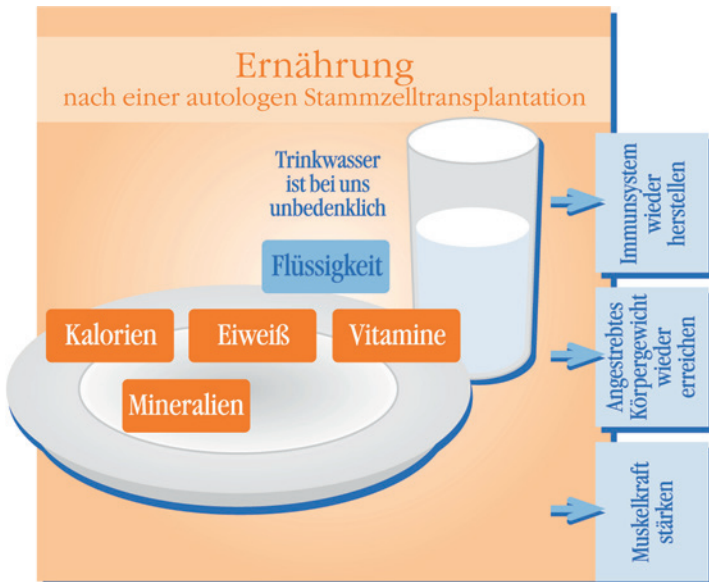 Ernährung
nach einer autologen Stammzelltransplantation
Trinkwasser
ist bei uns
unbedenklich
Flüssigkeit
Kalorien
Eiweiß
Vitamine
Mineralien
Immunsystem
wieder
herstellen
Angestrebtes
Körpergewicht
wieder
erreichen
Muskelkraft
stärken